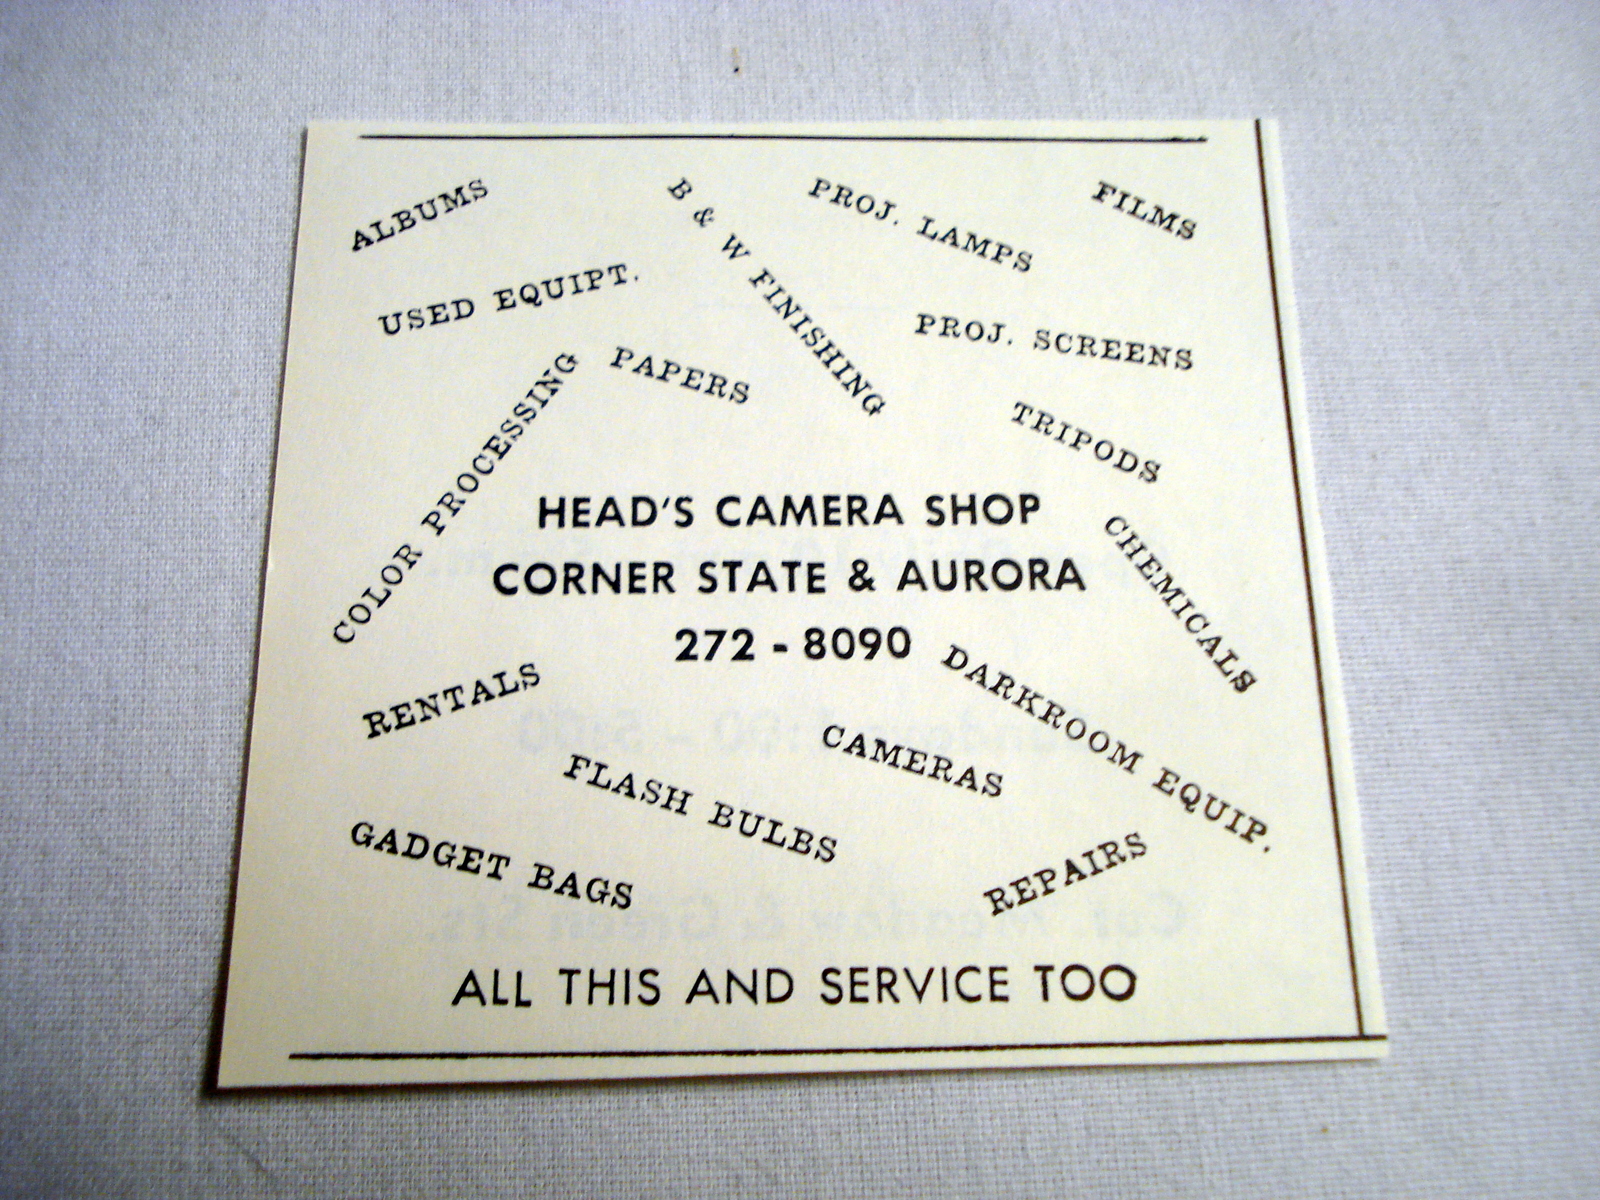 ALBUMS
B & W FINISHING
PROJ. LAMPS
FILMS
USED EQUIPT.
PROJ. SCREENS
PAPERS
COLOR PROCESSING
TRIPODS
HEAD'S CAMERA SHOP
CORNER STATE & AURORA
272 - 8090
CHEMICALS
DARKROOM EQUIP.
RENTALS
CAMERAS
FLASH BULBS
GADGET BAGS
REPAIRS
ALL THIS AND SERVICE TOO